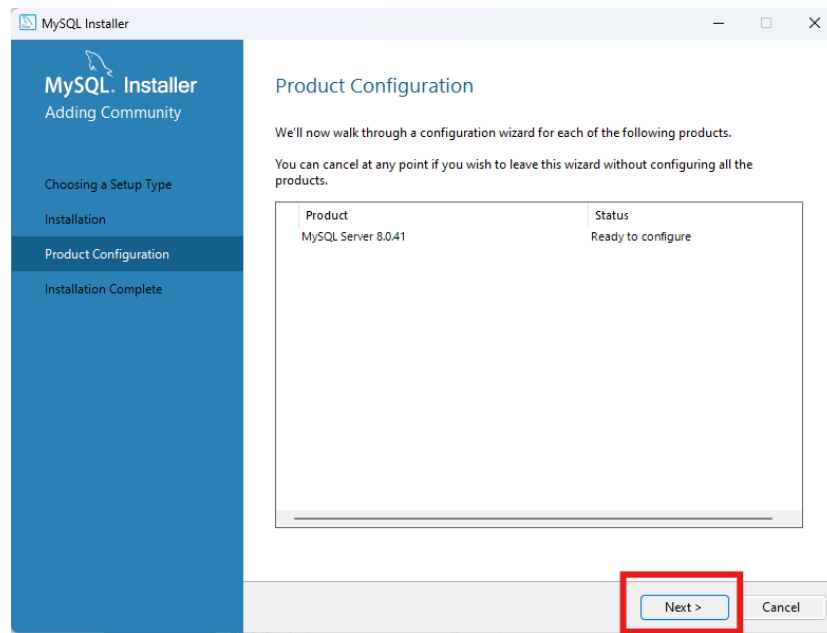 MySQL Installer
MySQL. Installer
Adding Community
Choosing a Setup Type
Installation
Product Configuration
Installation Complete
Product Configuration
We'll now walk through a configuration wizard for each of the following products.
You can cancel at any point if you wish to leave this wizard without configuring all the
products.
Product Status
MySQL Server 8.0.41 Ready to configure
Next > Cancel